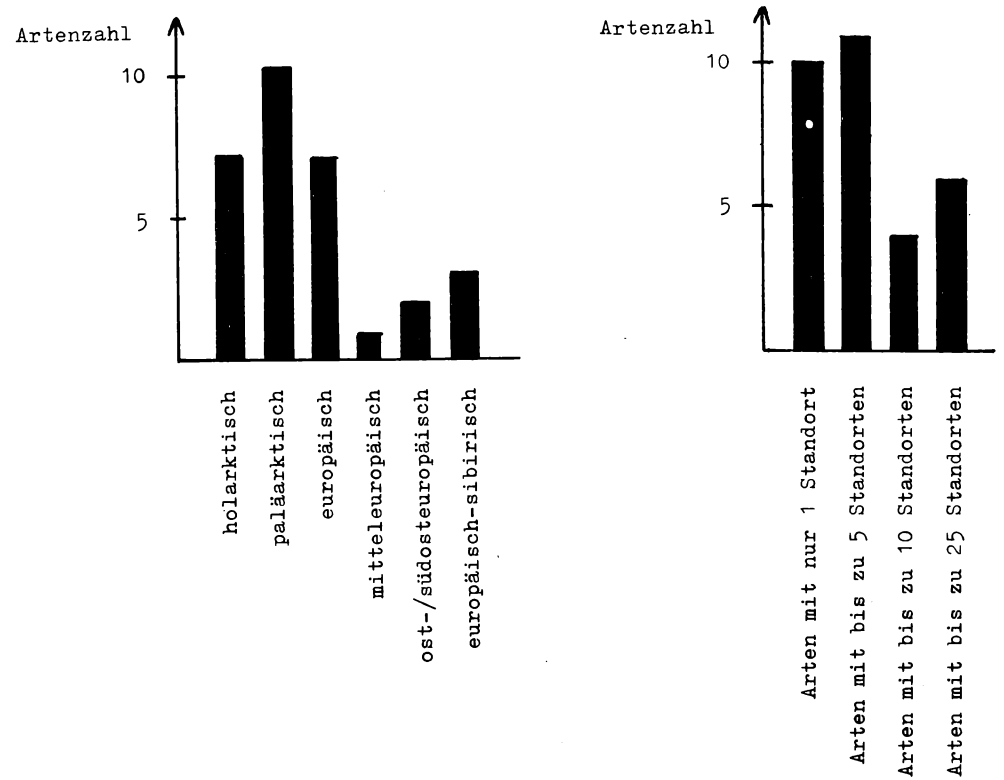 Artenzahl
10
5
holarktisch
paläarktisch
europäisch
mitteleuropäisch
ost-/südosteuropäisch
europäisch-sibirisch
Artenzahl
10
5
Arten mit nur 1 Standort
Arten mit bis zu 5 Standorten
Arten mit bis zu 10 Standorten
Arten mit bis zu 25 Standorten